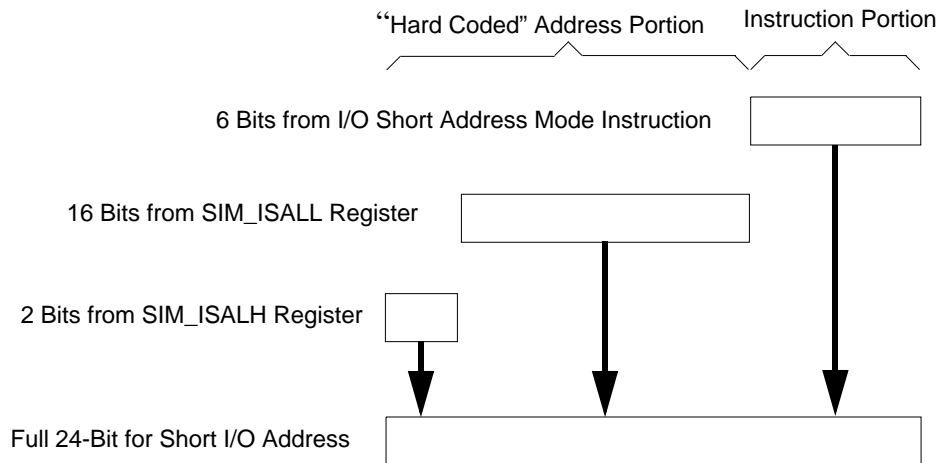 “Hard Coded” Address Portion
Instruction Portion
6 Bits from I/O Short Address Mode Instruction
16 Bits from SIM_ISALL Register
2 Bits from SIM_ISALH Register
Full 24-Bit for Short I/O Address